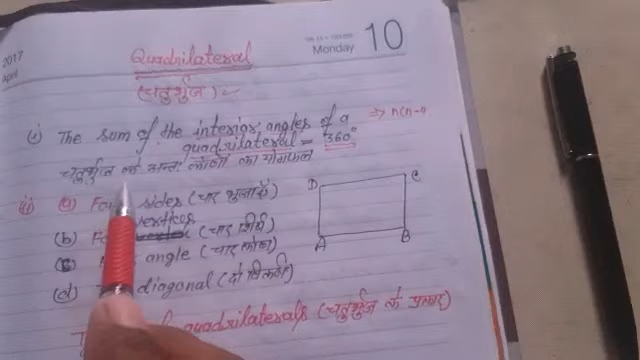 2017
April
Monday 10
Quadrilateral
(चतुर्भुज)
(i) The sum of the interior angles of a
quadrilateral = 360°
चतुर्भुज के अन्तः कोणों का योगफल
(ii) (a) sides (चार भुजाएँ)
vertices
(b) (चार शीर्ष)
angle (चार कोण)
(d) diagonal (दो विकर्ण)
D C
A B
quadrilaterals (चतुर्भुज के प्रकार)